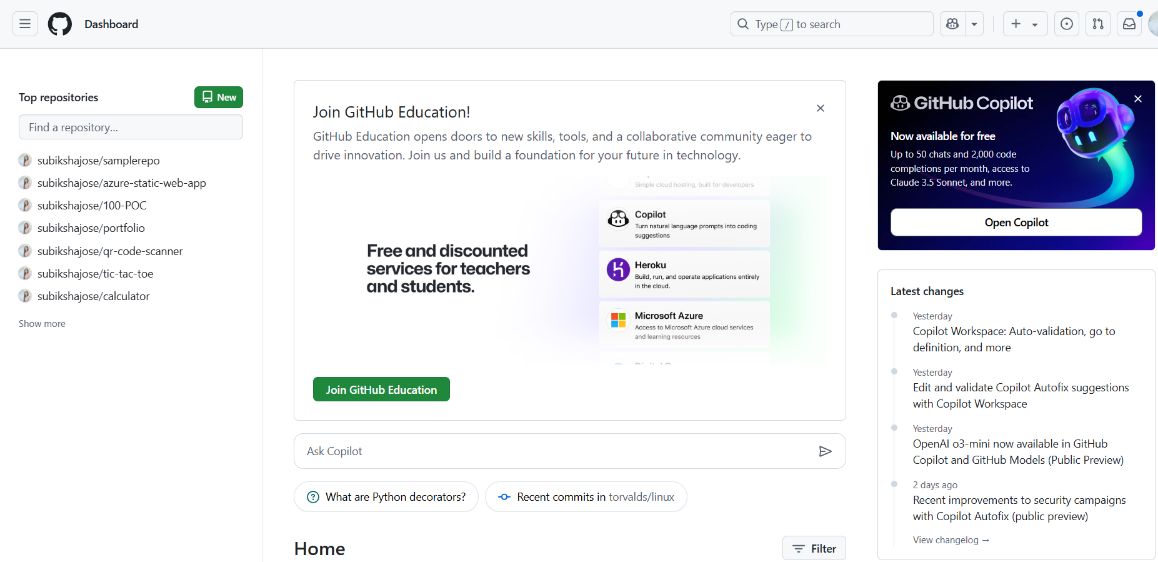 Dashboard
Type / to search
Top repositories
New
Find a repository...
subikshajose/samplerepo
subikshajose/azure-static-web-app
subikshajose/100-POC
subikshajose/portfolio
subikshajose/qr-code-scanner
subikshajose/tic-tac-toe
subikshajose/calculator
Show more
Join GitHub Education!
GitHub Education opens doors to new skills, tools, and a collaborative community eager to
drive innovation. Join us and build a foundation for your future in technology.
Free and discounted
services for teachers
and students.
Simple cloud hosting, built for developers
Copilot
Turn natural language prompts into coding
suggestions
Heroku
Build, run, and operate applications entirely
in the cloud.
Microsoft Azure
Access to Microsoft Azure cloud services
and learning resources
Join GitHub Education
Ask Copilot
What are Python decorators?
Recent commits in torvalds/linux
Home
Filter
GitHub Copilot
Now available for free
Up to 50 chats and 2,000 code
completions per month, access to
Claude 3.5 Sonnet, and more.
Open Copilot
Latest changes
Yesterday
Copilot Workspace: Auto-validation, go to
definition, and more
Yesterday
Edit and validate Copilot Autofix suggestions
with Copilot Workspace
Yesterday
OpenAI o3-mini now available in GitHub
Copilot and GitHub Models (Public Preview)
2 days ago
Recent improvements to security campaigns
with Copilot Autofix (public preview)
View changelog →